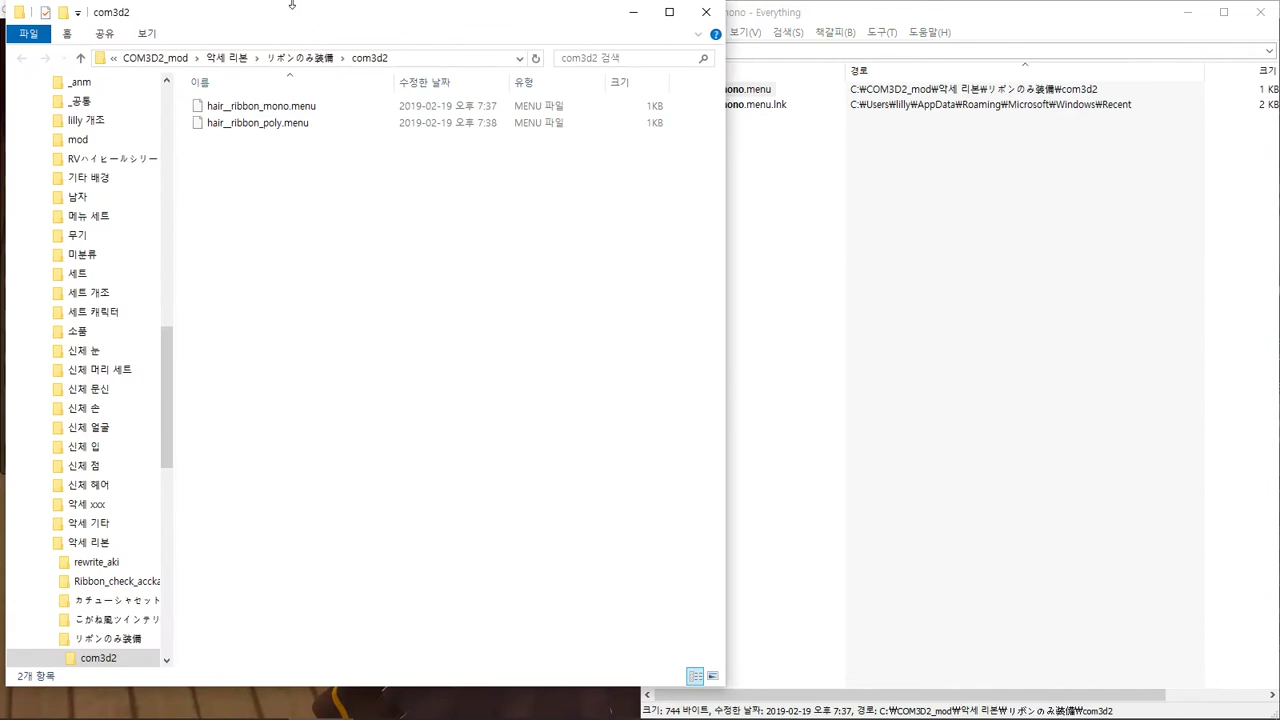 com3d2
파일 홈 공유 보기
« COM3D2_mod › 악세 리본 › リボンのみ装備 › com3d2
com3d2 검색
이름 수정한 날짜 유형 크기
hair__ribbon_mono.menu 2019-02-19 오후 7:37 MENU 파일 1KB
hair__ribbon_poly.menu 2019-02-19 오후 7:38 MENU 파일 1KB
_anm
_공통
lilly 개조
mod
RVハイヒールシリー
기타 배경
남자
메뉴 세트
무기
미분류
세트
세트 개조
세트 캐릭터
소품
신체 눈
신체 머리 세트
신체 문신
신체 손
신체 얼굴
신체 입
신체 점
신체 헤어
악세 xxx
악세 기타
악세 리본
rewrite_aki
Ribbon_check_accka
カチューシャセット
こがね風ツインテリ
リボンのみ装備
com3d2
2개 항목
ono - Everything
보기(V) 검색(S) 책갈피(B) 도구(T) 도움말(H)
경로 크기
ono.menu C:₩COM3D2_mod₩악세 리본₩リボンのみ装備₩com3d2 1 KB
ono.menu.lnk C:₩Users₩lilly₩AppData₩Roaming₩Microsoft₩Windows₩Recent 2 KB
크기: 744 바이트, 수정한 날짜: 2019-02-19 오후 7:37, 경로: C:₩COM3D2_mod₩악세 리본₩リボンのみ装備₩com3d2